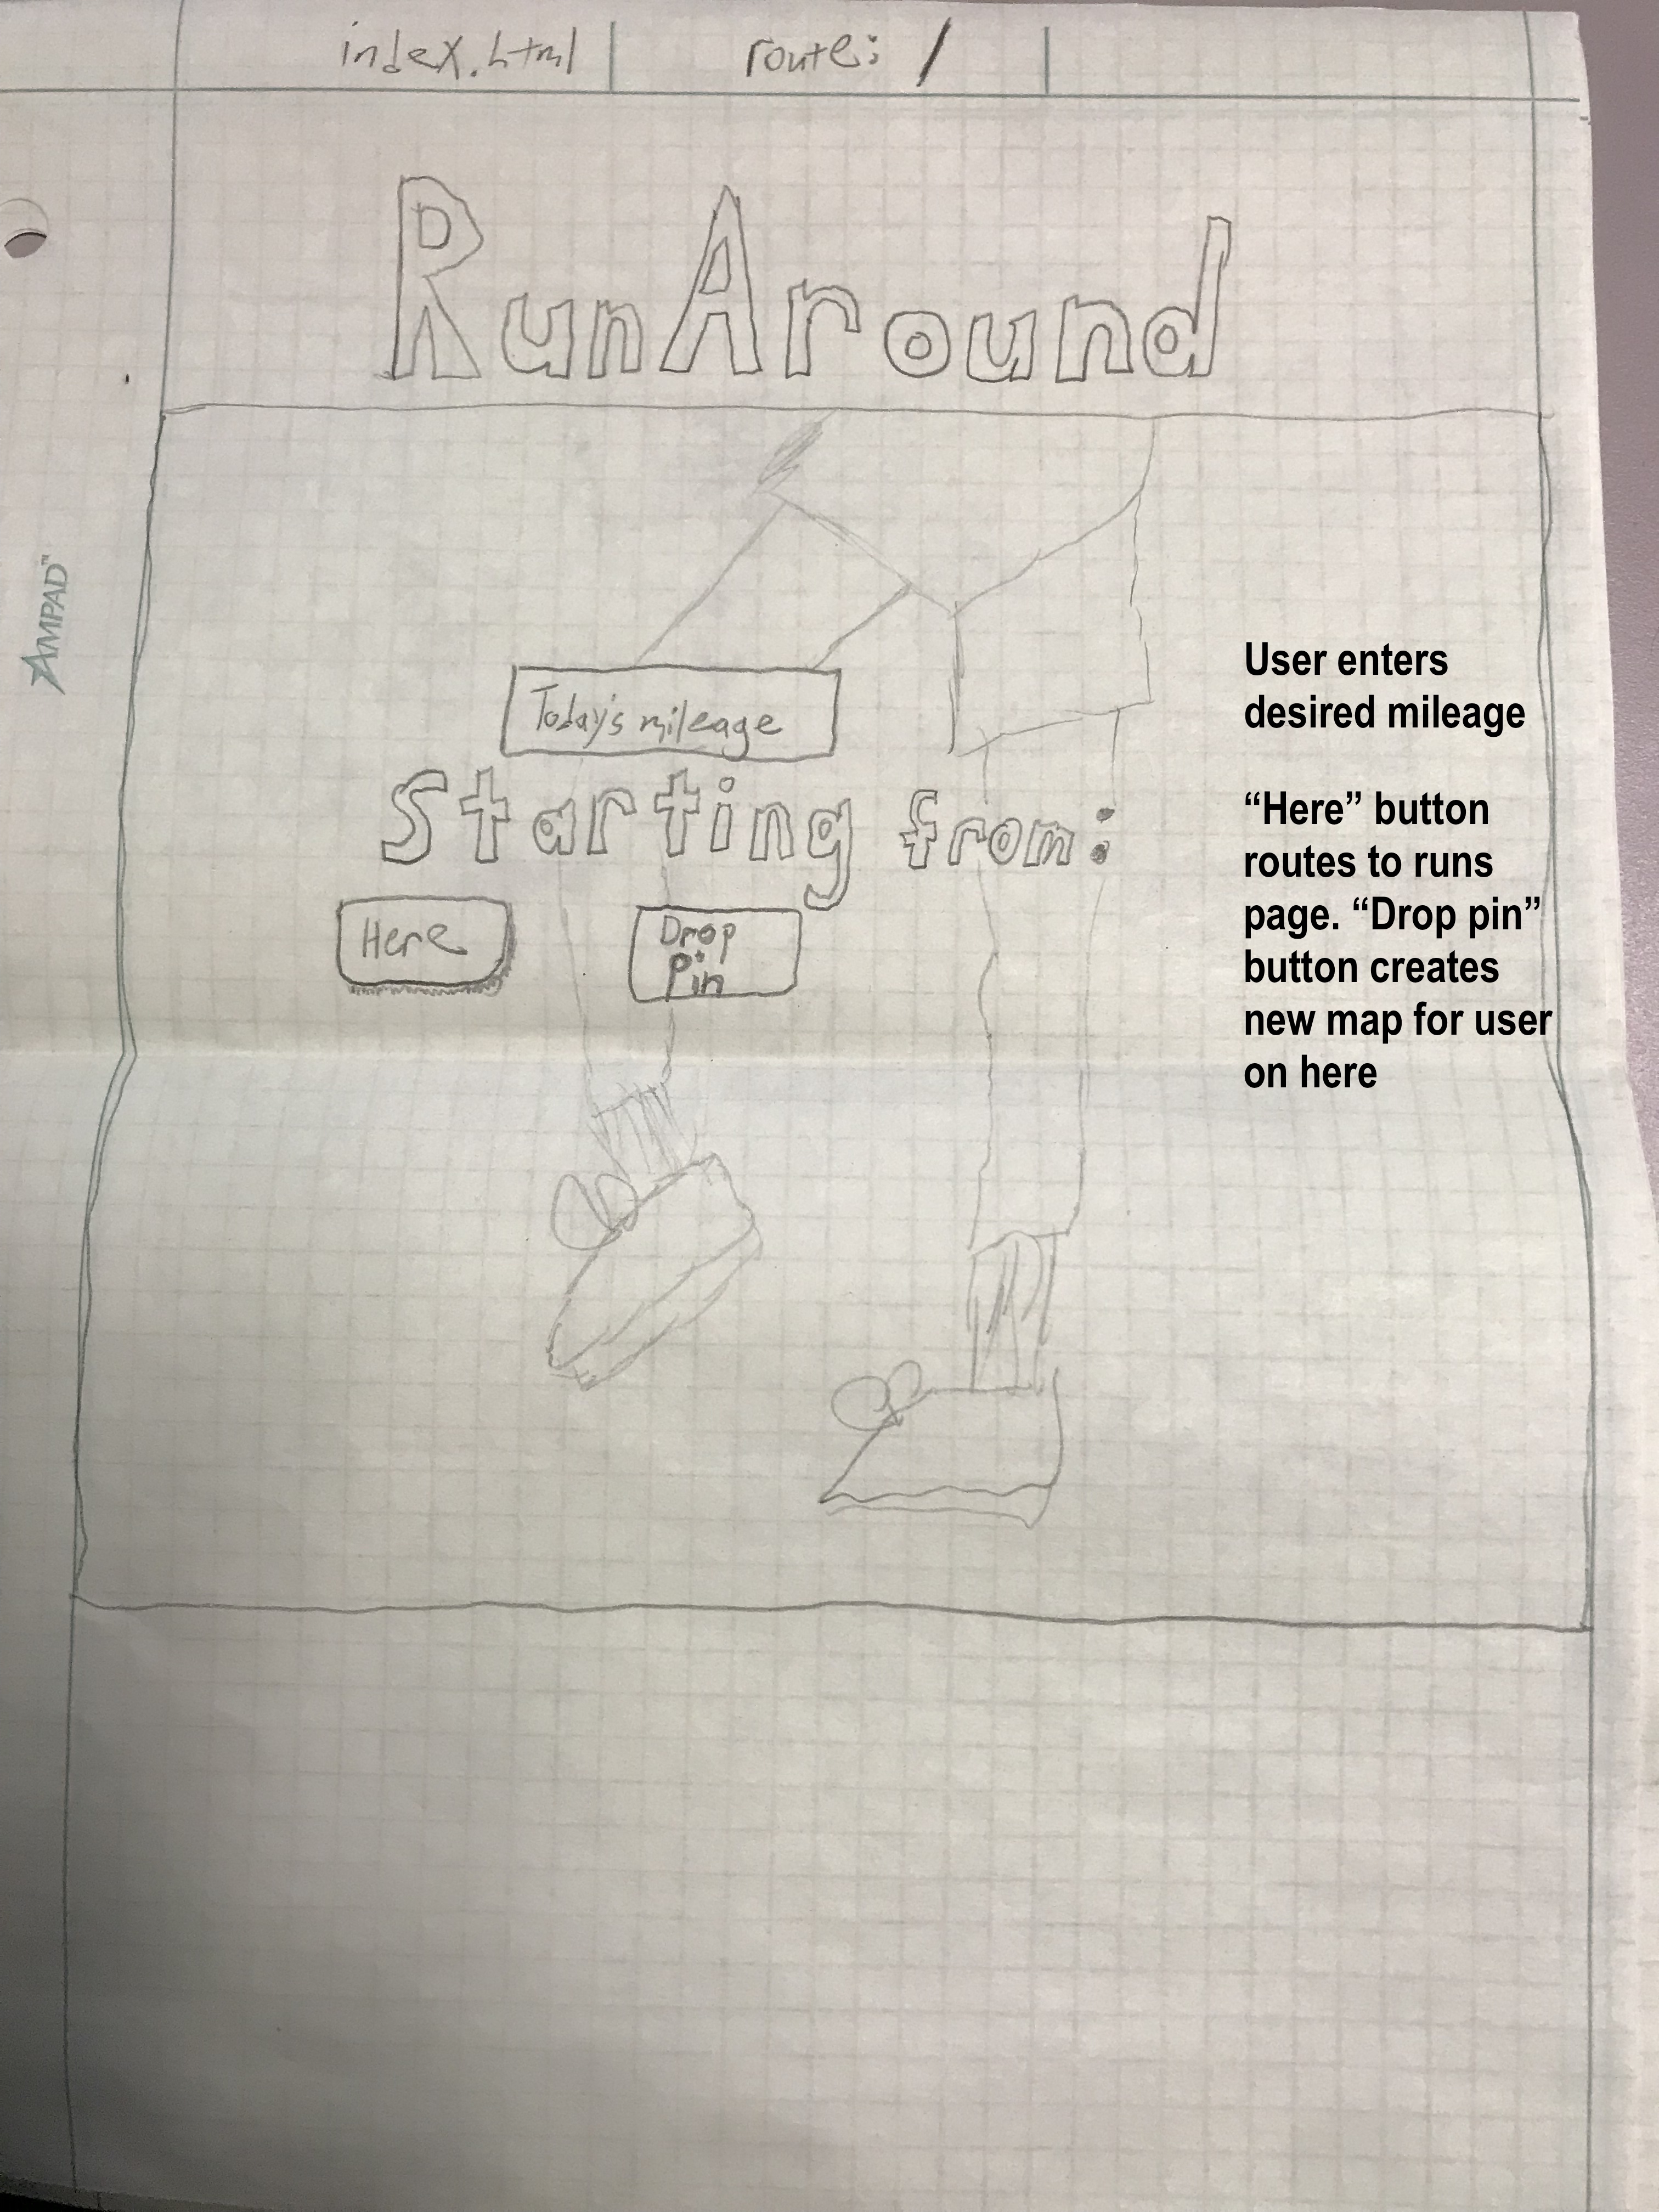 index.html
route: /
RunAround
AMPAD™
Today's mileage
Starting from:
Here
Drop
Pin
User enters
desired mileage
“Here” button
routes to runs
page. “Drop pin”
button creates
new map for user
on here